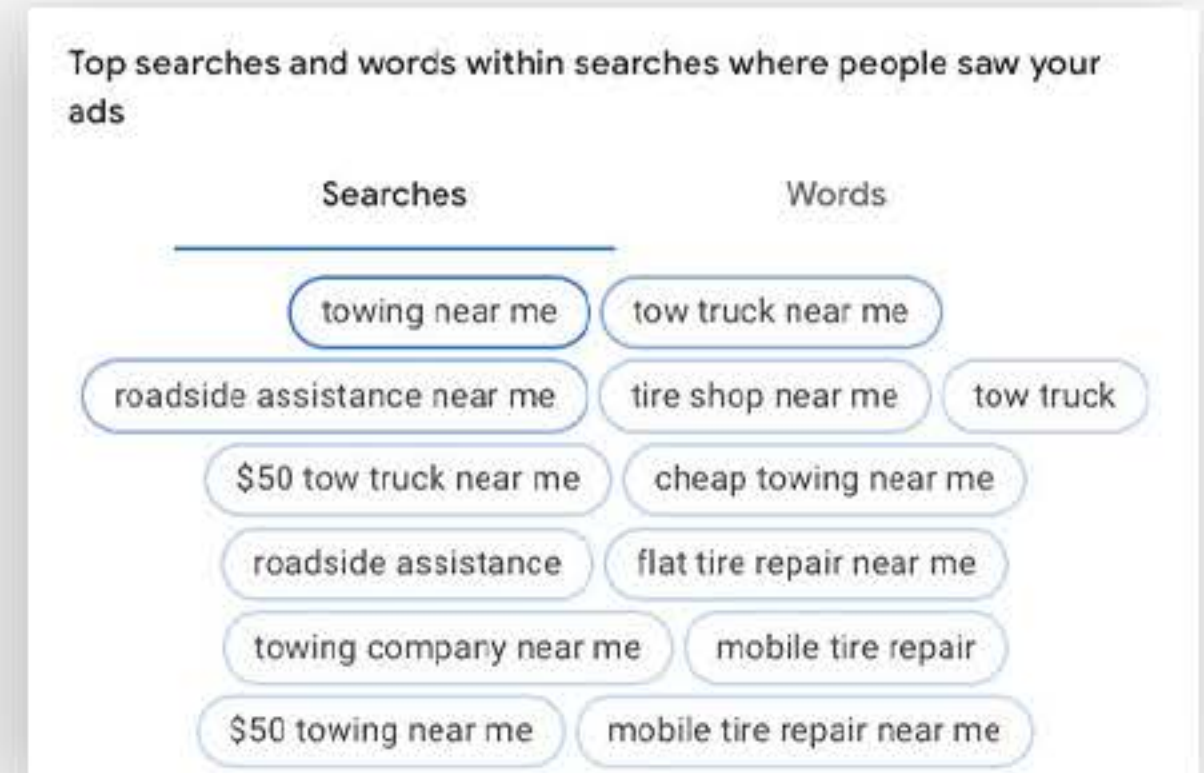 Top searches and words within searches where people saw your
ads
Searches Words
towing near me tow truck near me
roadside assistance near me tire shop near me tow truck
$50 tow truck near me cheap towing near me
roadside assistance flat tire repair near me
towing company near me mobile tire repair
$50 towing near me mobile tire repair near me